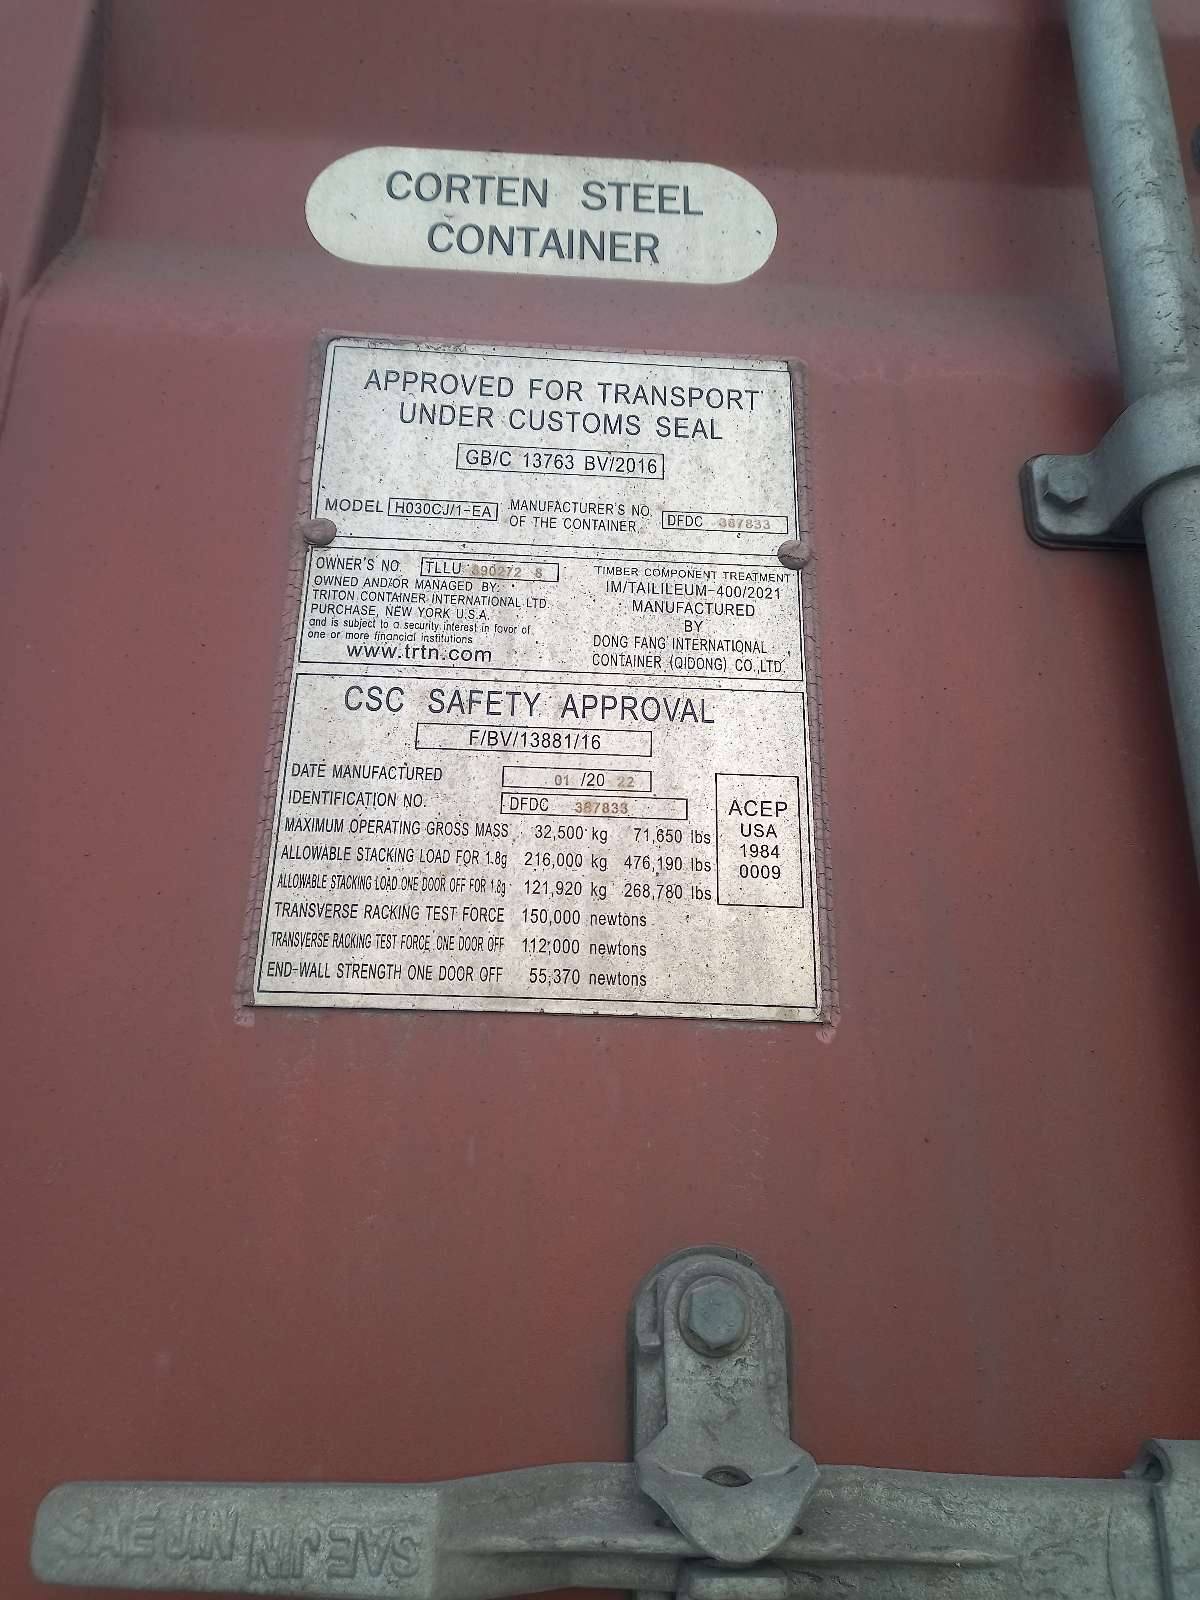 CORTEN STEEL
CONTAINER
APPROVED FOR TRANSPORT
UNDER CUSTOMS SEAL
GB/C 13763 BV/2016
MODEL H030CJ/1-EA MANUFACTURER'S NO.
OF THE CONTAINER DFDC 387833
OWNER'S NO. TLLU 890272 8
OWNED AND/OR MANAGED BY:
TRITON CONTAINER INTERNATIONAL LTD.
PURCHASE, NEW YORK U.S.A.
and is subject to a security interest in favor of
one or more financial institutions
www.trtn.com
TIMBER COMPONENT TREATMENT
IM/TAILILEUM-400/2021
MANUFACTURED
BY
DONG FANG INTERNATIONAL
CONTAINER (QIDONG) CO.,LTD.
CSC SAFETY APPROVAL
F/BV/13881/16
DATE MANUFACTURED 01 /20 22
IDENTIFICATION NO. DFDC 387833
MAXIMUM OPERATING GROSS MASS 32,500 kg 71,650 lbs
ALLOWABLE STACKING LOAD FOR 1.8g 216,000 kg 476,190 lbs
ALLOWABLE STACKING LOAD ONE DOOR OFF FOR 1.8g 121,920 kg 268,780 lbs
TRANSVERSE RACKING TEST FORCE 150,000 newtons
TRANSVERSE RACKING TEST FORCE ONE DOOR OFF 112,000 newtons
END-WALL STRENGTH ONE DOOR OFF 55,370 newtons
ACEP
USA
1984
0009
SAE JIN
SAE JIN